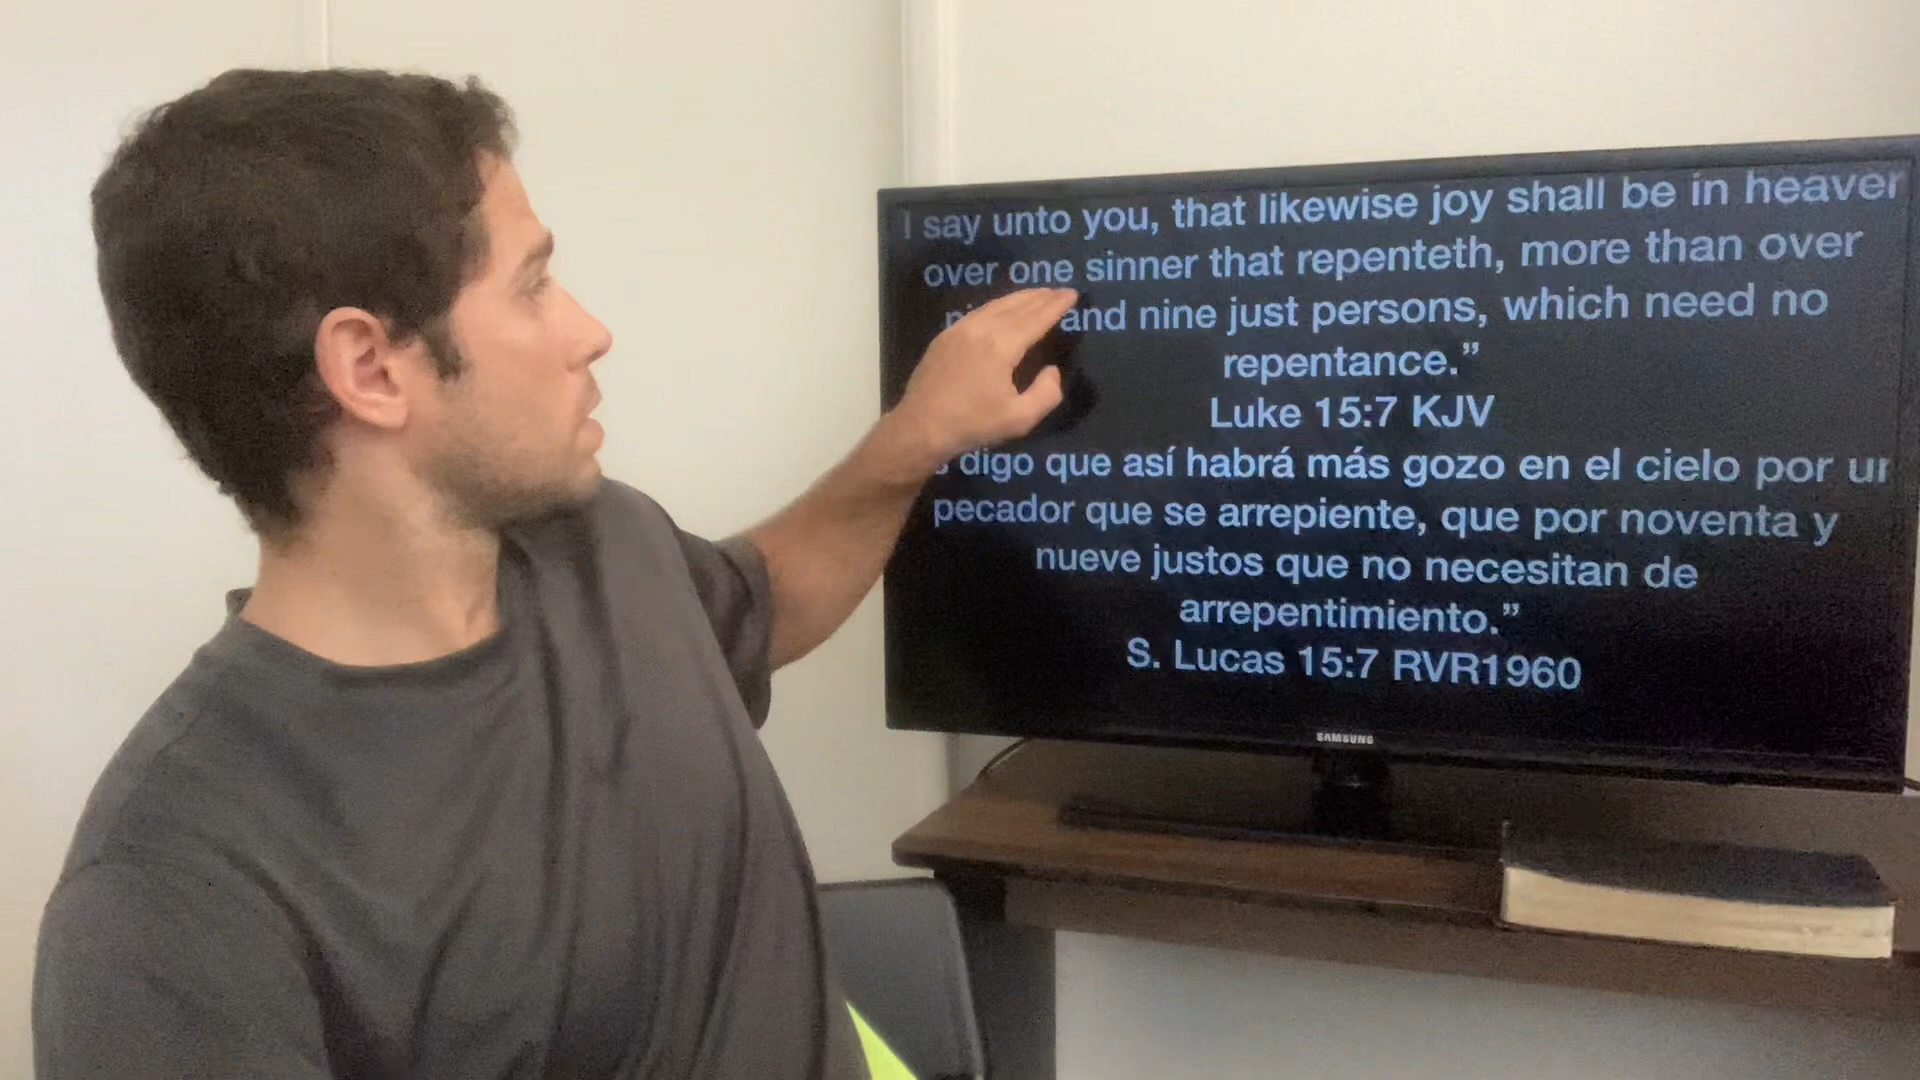 I say unto you, that likewise joy shall be in heaven
over one sinner that repenteth, more than over
and nine just persons, which need no
repentance.”
Luke 15:7 KJV
digo que así habrá más gozo en el cielo por un
pecador que se arrepiente, que por noventa y
nueve justos que no necesitan de
arrepentimiento.”
S. Lucas 15:7 RVR1960
SAMSUNG